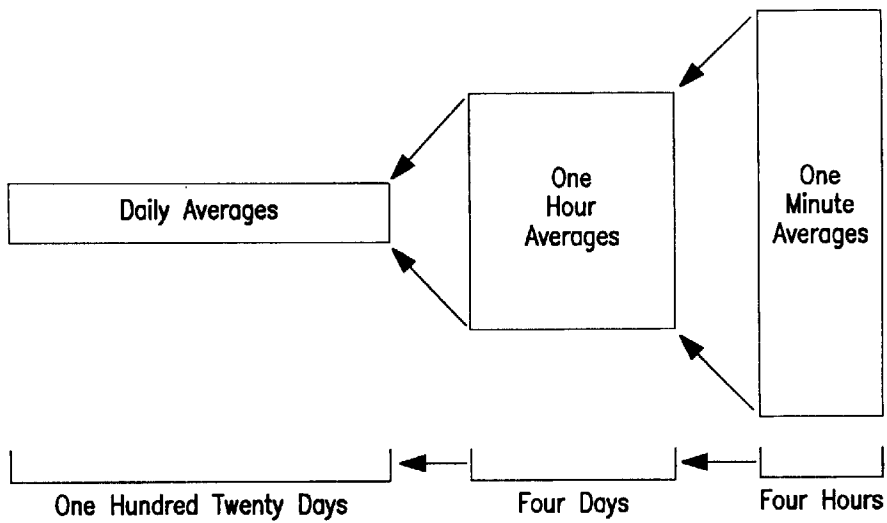 Daily Averages
One
Hour
Averages
One
Minute
Averages
One Hundred Twenty Days
Four Days
Four Hours